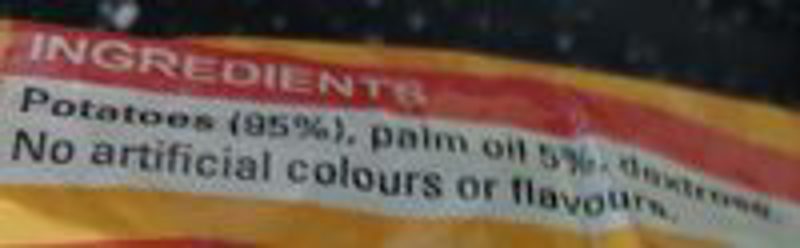 INGREDIENTS
Potatoes (95%), palm oil 5%, dextrose.
No artificial colours or flavours.